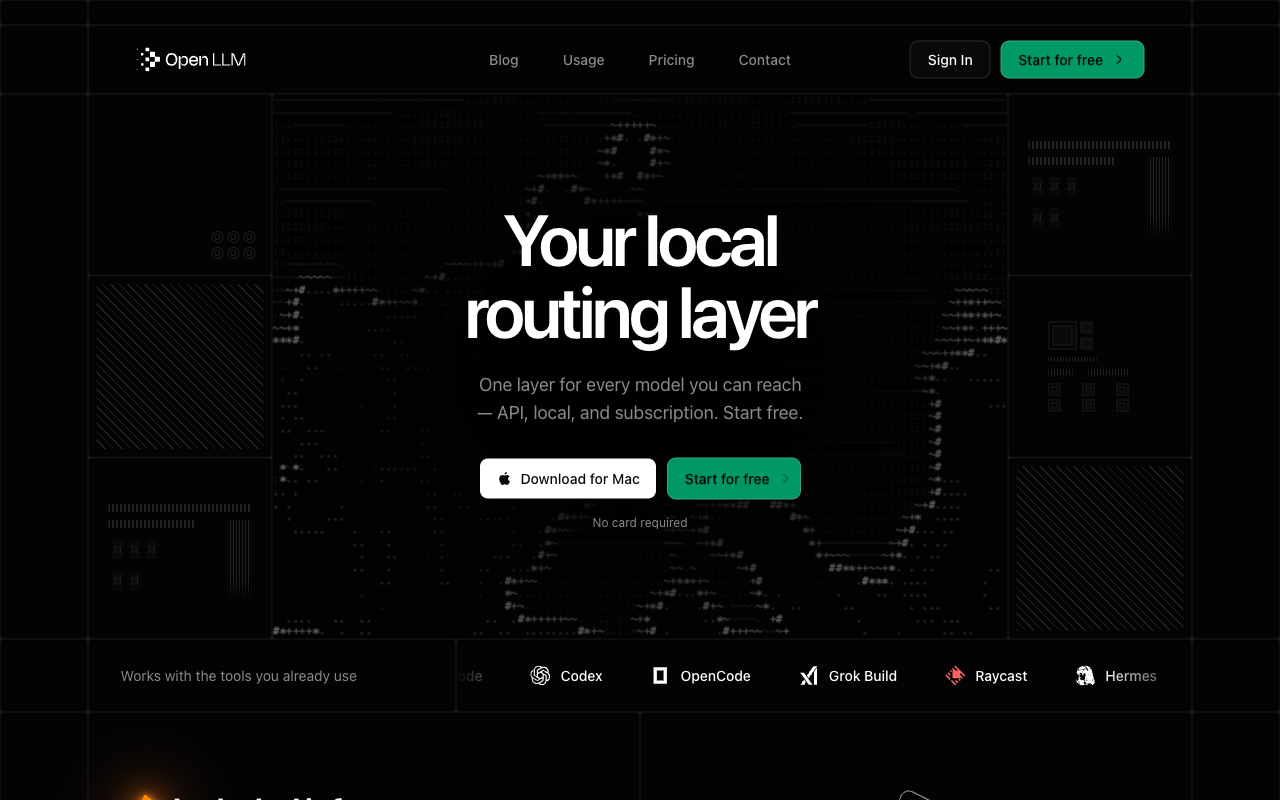 Open LLM
Blog
Usage
Pricing
Contact
Sign In
Start for free
Your local
routing layer
One layer for every model you can reach
— API, local, and subscription. Start free.
Download for Mac
Start for free
No card required
Works with the tools you already use
Codex
OpenCode
Grok Build
Raycast
Hermes